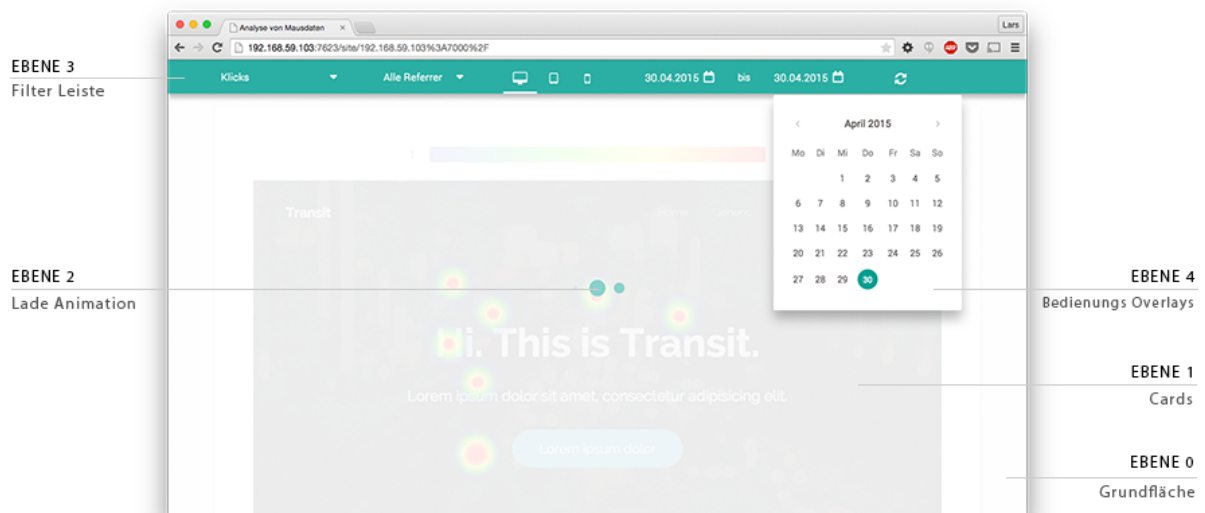 Analyse von Mausdaten
Lars
192.168.59.103:7623/site/192.168.59.103%3A7000%2F
ABP
EBENE 3
Filter Leiste
Klicks
Alle Referrer
30.04.2015
bis
30.04.2015
April 2015
Mo Di Mi Do Fr Sa So
1 2 3 4 5
6 7 8 9 10 11 12
13 14 15 16 17 18 19
20 21 22 23 24 25 26
27 28 29 30
1
Transit
Home
Generic
EBENE 2
Lade Animation
EBENE 4
Bedienungs Overlays
Hi. This is Transit.
Lorem ipsum dolor sit amet, consectetur adipisicing elit.
Lorem ipsum dolor
EBENE 1
Cards
EBENE 0
Grundfläche